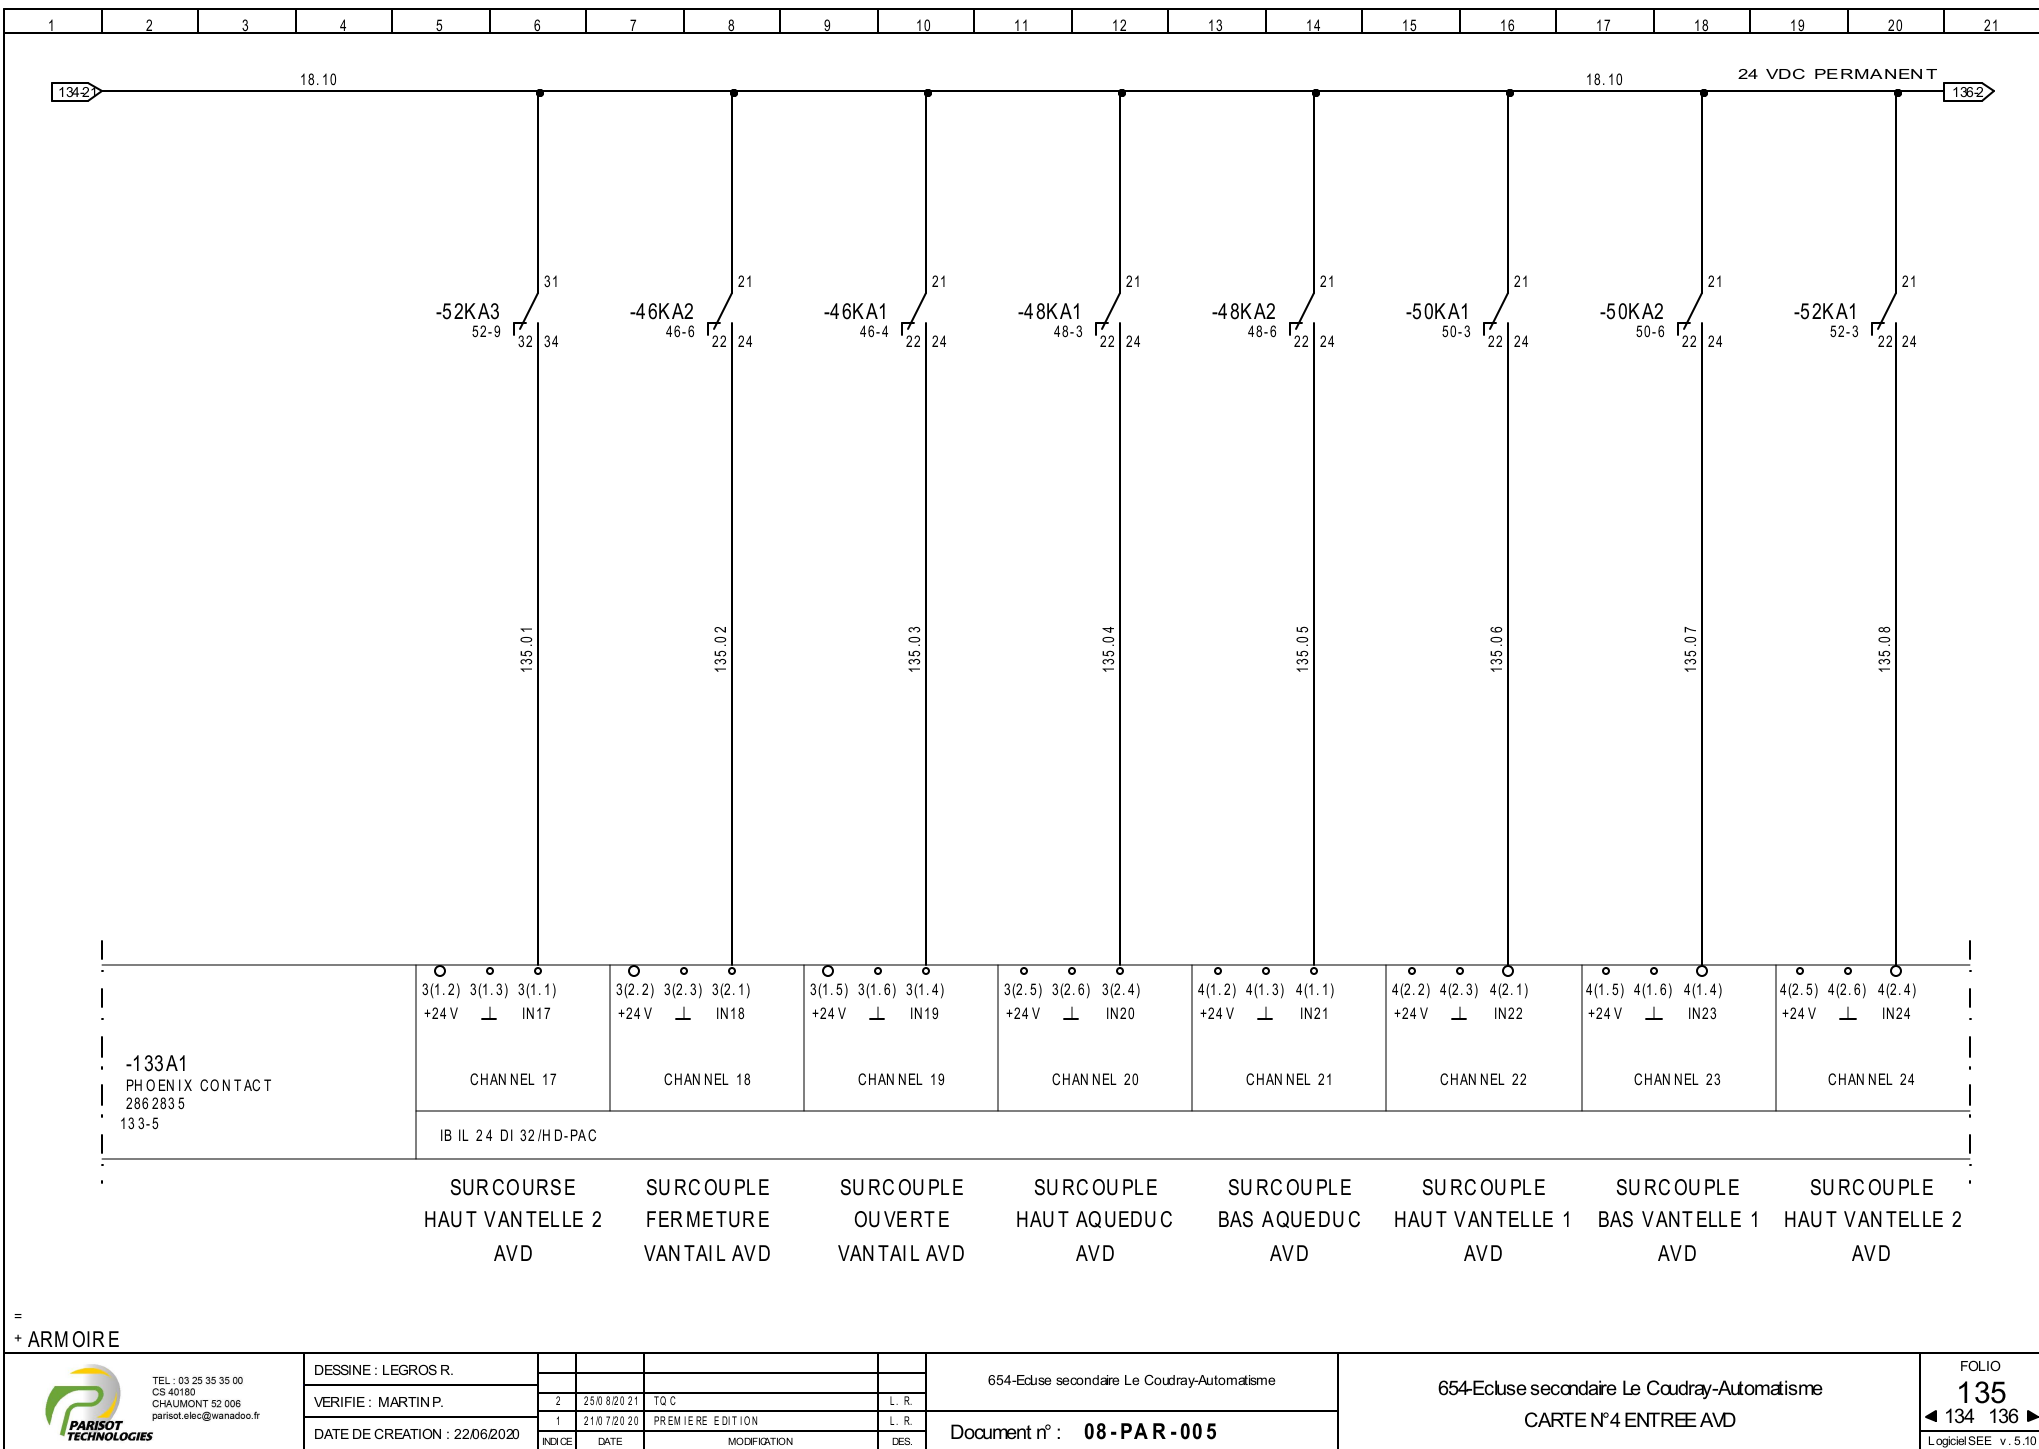 1 2 3 4 5 6 7 8 9 10 11 12 13 14 15 16 17 18 19 20 21
134-21 18.10 18.10 24 VDC PERMANENT 136-2
31 21 21 21 21 21 21 21
-52KA3 -46KA2 -46KA1 -48KA1 -48KA2 -50KA1 -50KA2 -52KA1
52-9 46-6 46-4 48-3 48-6 50-3 50-6 52-3
32 34 22 24 22 24 22 24 22 24 22 24 22 24 22 24
135.01 135.02 135.03 135.04 135.05 135.06 135.07 135.08
3(1.2) 3(1.3) 3(1.1) 3(2.2) 3(2.3) 3(2.1) 3(1.5) 3(1.6) 3(1.4) 3(2.5) 3(2.6) 3(2.4) 4(1.2) 4(1.3) 4(1.1) 4(2.2) 4(2.3) 4(2.1) 4(1.5) 4(1.6) 4(1.4) 4(2.5) 4(2.6) 4(2.4)
+24V IN17 +24V IN18 +24V IN19 +24V IN20 +24V IN21 +24V IN22 +24V IN23 +24V IN24
-133A1
PHOENIX CONTACT
2862835
133-5
CHANNEL 17 CHANNEL 18 CHANNEL 19 CHANNEL 20 CHANNEL 21 CHANNEL 22 CHANNEL 23 CHANNEL 24
IB IL 24 DI 32/HD-PAC
SURCOURSE SURCOUPLE SURCOUPLE SURCOUPLE SURCOUPLE SURCOUPLE SURCOUPLE SURCOUPLE
HAUT VANTELLE 2 FERMETURE OUVERTE HAUT AQUEDUC BAS AQUEDUC HAUT VANTELLE 1 BAS VANTELLE 1 HAUT VANTELLE 2
AVD VANTAIL AVD VANTAIL AVD AVD AVD AVD AVD AVD
=
+ ARMOIRE
PARISOT
TECHNOLOGIES
TEL : 03 25 35 35 00
CS 40180
CHAUMONT 52 006
parisot.elec@wanadoo.fr
DESSINE : LEGROS R.
VERIFIE : MARTIN P.
DATE DE CREATION : 22/06/2020
2 25/08/2021 TQC L. R.
1 21/07/2020 PREMIERE EDITION L. R.
INDICE DATE MODIFICATION DES.
654-Ecluse secondaire Le Coudray-Automatisme
Document n° : 08-PAR-005
654-Ecluse secondaire Le Coudray-Automatisme
CARTE N°4 ENTREE AVD
FOLIO
135
134 136
Logiciel SEE v. 5.10